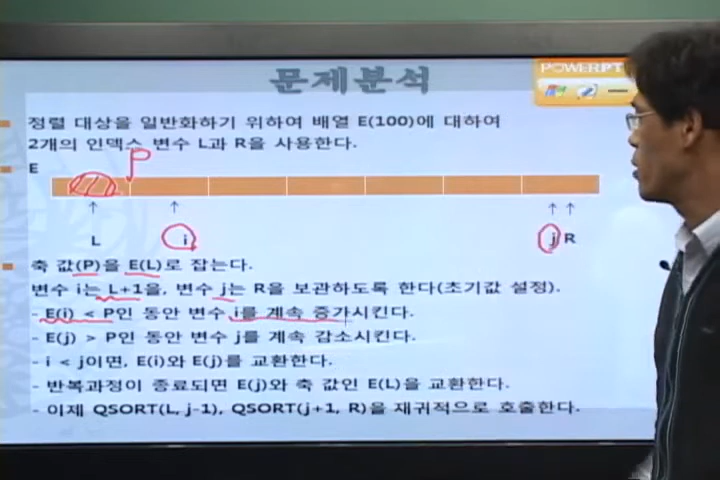 문제분석
POWERPT
정렬 대상을 일반화하기 위하여 배열 E(100)에 대하여
2개의 인덱스 변수 L과 R을 사용한다.
P
E
L i j R
축 값(P)을 E(L)로 잡는다.
변수 i는 L+1을, 변수 j는 R을 보관하도록 한다(초기값 설정).
- E(i) < P인 동안 변수 i를 계속 증가시킨다.
- E(j) > P인 동안 변수 j를 계속 감소시킨다.
- i < j이면, E(i)와 E(j)를 교환한다.
- 반복과정이 종료되면 E(j)와 축 값인 E(L)을 교환한다.
- 이제 QSORT(L, j-1), QSORT(j+1, R)을 재귀적으로 호출한다.